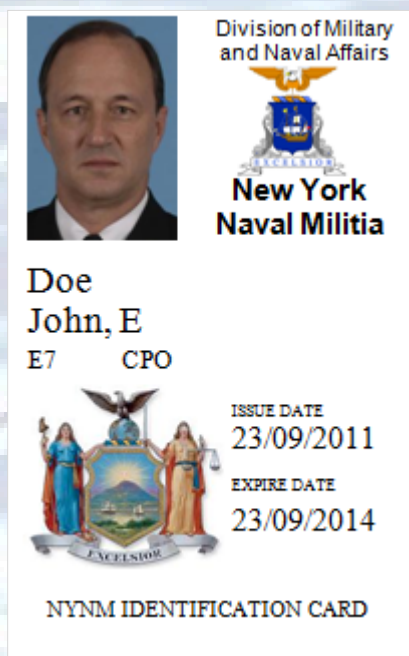 Division of Military
and Naval Affairs
EXCELSIOR
New York
Naval Militia
Doe
John, E
E7 CPO
ISSUE DATE
23/09/2011
EXPIRE DATE
23/09/2014
EXCELSIOR
NYNM IDENTIFICATION CARD